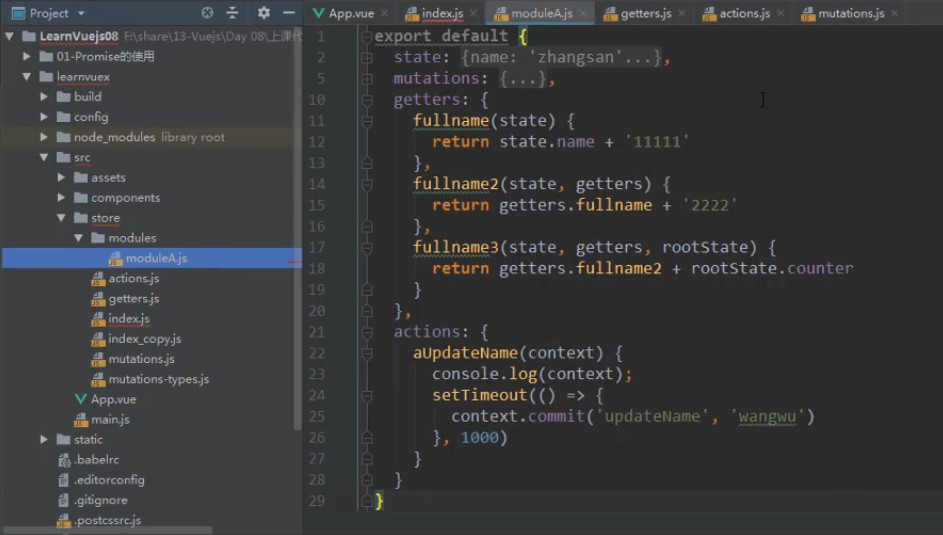 Project
App.vue
index.js
moduleA.js
getters.js
actions.js
mutations.js
LearnVuejs08 F:\share\13-Vuejs\Day 08\上课代
01-Promise的使用
learnvuex
build
config
node_modules library root
src
assets
components
store
modules
moduleA.js
actions.js
getters.js
index.js
index_copy.js
mutations.js
mutations-types.js
App.vue
main.js
static
.babelrc
.editorconfig
.gitignore
.postcssrc.js
1 export default {
2 state: {name: 'zhangsan'...},
5 mutations: {...},
10 getters: {
11 fullname(state) {
12 return state.name + '11111'
13 },
14 fullname2(state, getters) {
15 return getters.fullname + '2222'
16 },
17 fullname3(state, getters, rootState) {
18 return getters.fullname2 + rootState.counter
19 }
20 },
21 actions: {
22 aUpdateName(context) {
23 console.log(context);
24 setTimeout(() => {
25 context.commit('updateName', 'wangwu')
26 }, 1000)
27 }
28 }
29 }